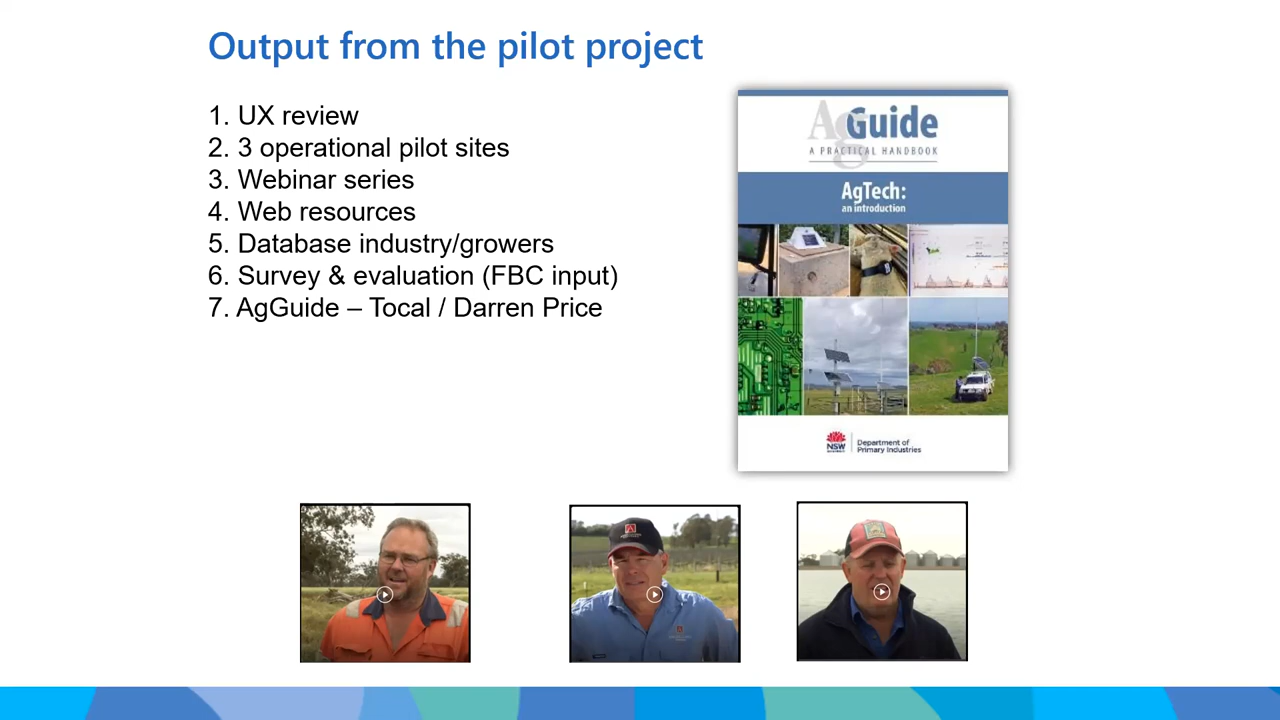 Output from the pilot project
1. UX review
2. 3 operational pilot sites
3. Webinar series
4. Web resources
5. Database industry/growers
6. Survey & evaluation (FBC input)
7. AgGuide – Tocal / Darren Price
AgGuide
A PRACTICAL HANDBOOK
AgTech:
an introduction
NSW
Department of
Primary Industries